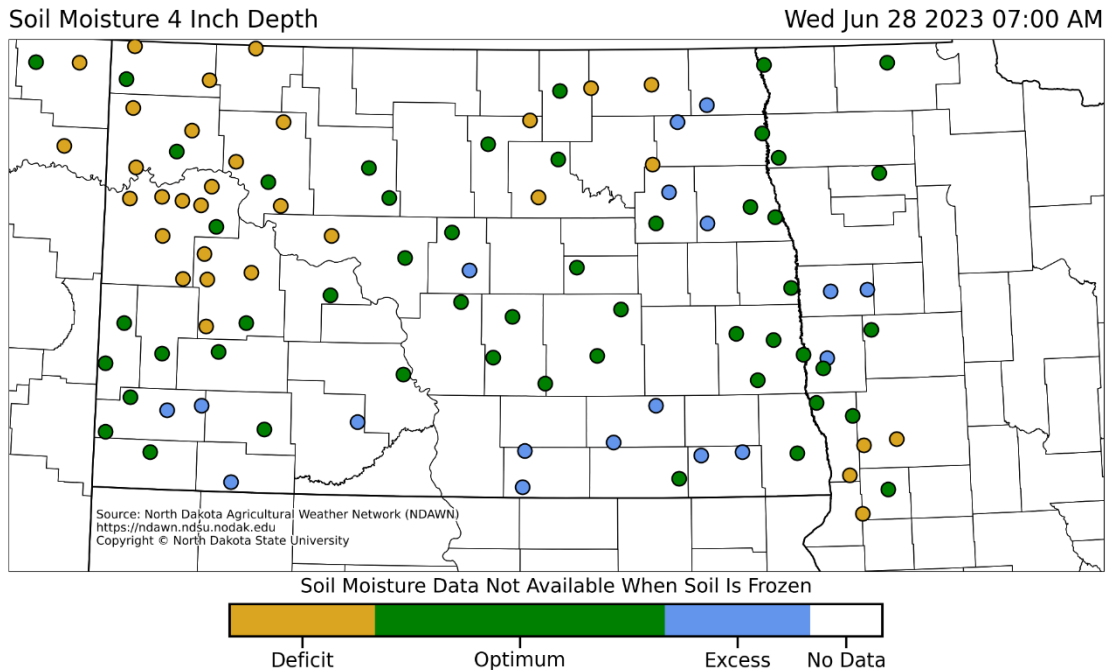 Soil Moisture 4 Inch Depth
Wed Jun 28 2023 07:00 AM
Source: North Dakota Agricultural Weather Network (NDAWN)
https://ndawn.ndsu.nodak.edu
Copyright © North Dakota State University
Soil Moisture Data Not Available When Soil Is Frozen
Deficit
Optimum
Excess
No Data